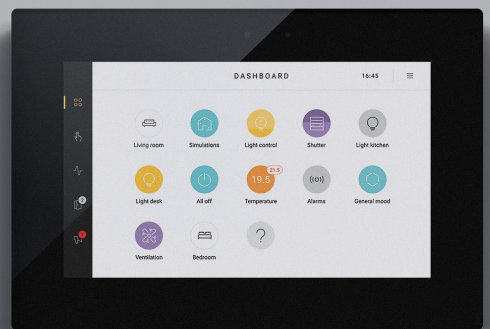 DASHBOARD 16:45
Living room Simulations Light control Shutter Light kitchen
21.5
19.5
Light desk All off Temperature Alarms General mood
?
Ventilation Bedroom